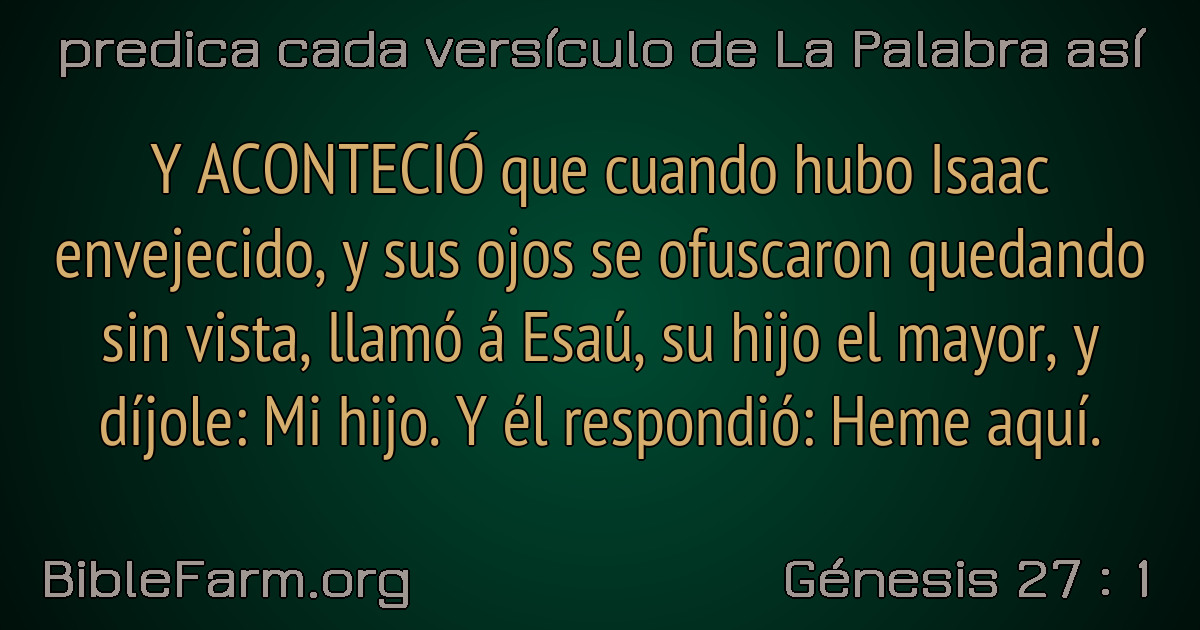 predica cada versículo de La Palabra así
Y ACONTECIÓ que cuando hubo Isaac
envejecido, y sus ojos se ofuscaron quedando
sin vista, llamó á Esaú, su hijo el mayor, y
díjole: Mi hijo. Y él respondió: Heme aquí.
BibleFarm.org
Génesis 27 : 1